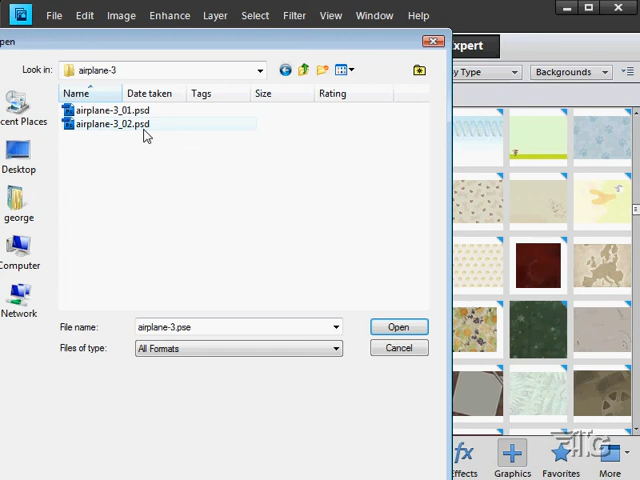 File Edit Image Enhance Layer Select Filter View Window Help
pen
xpert
Look in: airplane-3
y Type Backgrounds
Name Date taken Tags Size Rating
airplane-3_01.psd
airplane-3_02.psd
cent Places
Desktop
george
Computer
Network
File name: airplane-3.pse Open
Files of type: All Formats Cancel
ffects Graphics Favorites More